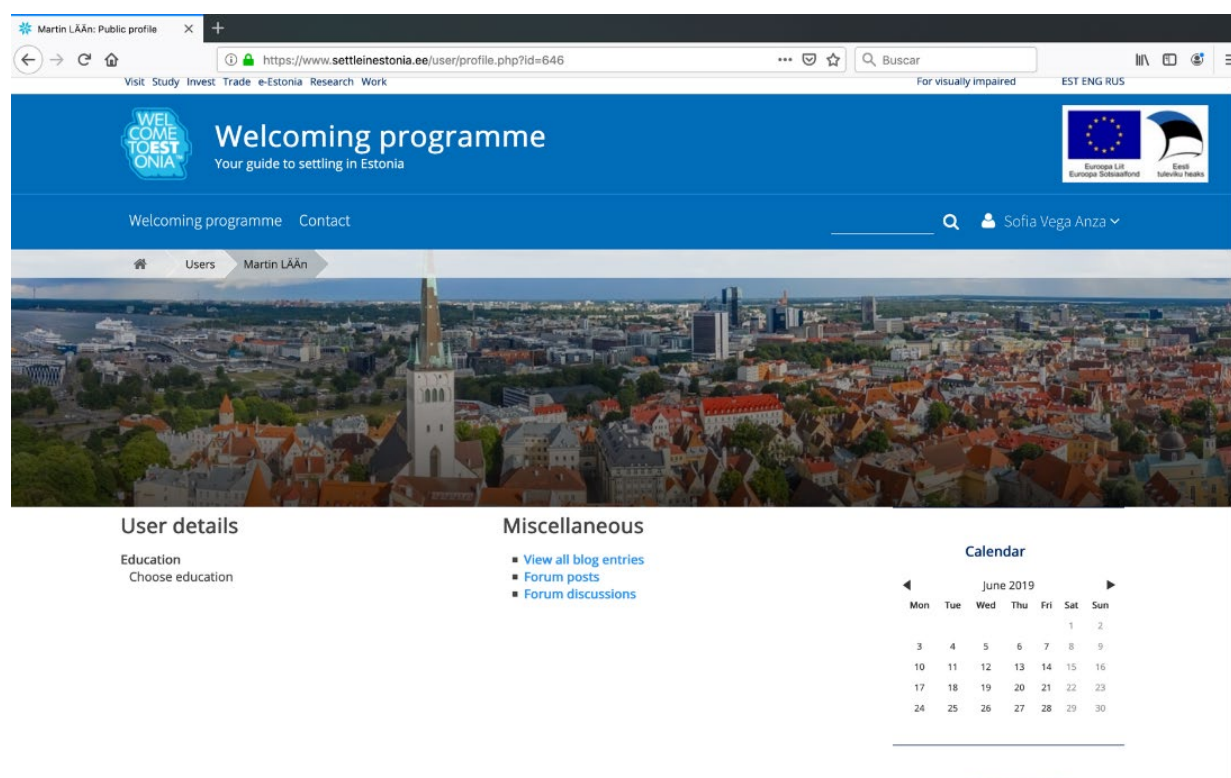 Martin LÄÄn: Public profile
https://www.settleinestonia.ee/user/profile.php?id=646
Buscar
Visit Study Invest Trade e-Estonia Research Work
For visually impaired
EST ENG RUS
WEL
COME
TO EST
ONIA
Welcoming programme
Your guide to settling in Estonia
Euroopa Liit
Euroopa Sotsiaalfond
Eesti
tuleviku heaks
Welcoming programme Contact
Sofia Vega Anza
Users
Martin LÄÄn
User details
Education
Choose education
Miscellaneous
View all blog entries
Forum posts
Forum discussions
Calendar
June 2019
Mon Tue Wed Thu Fri Sat Sun
1 2
3 4 5 6 7 8 9
10 11 12 13 14 15 16
17 18 19 20 21 22 23
24 25 26 27 28 29 30